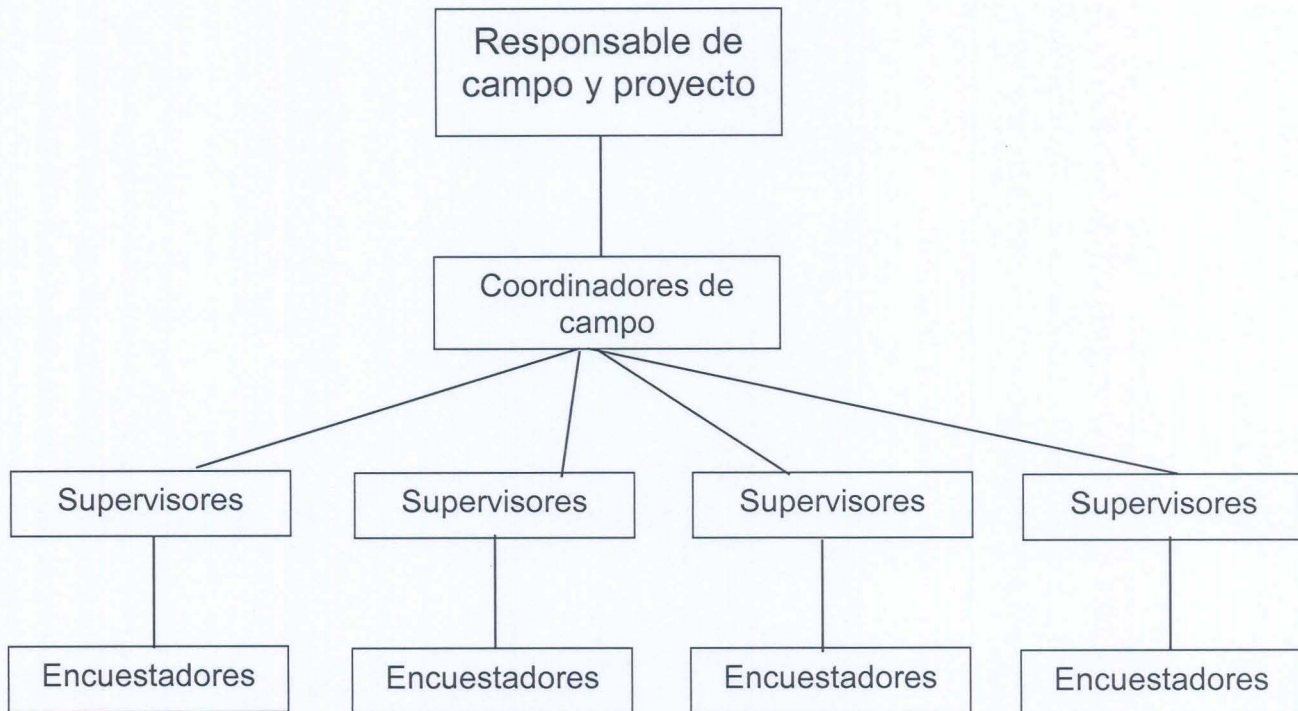 Responsable de
campo y proyecto
Coordinadores de
campo
Supervisores
Supervisores
Supervisores
Supervisores
Encuestadores
Encuestadores
Encuestadores
Encuestadores